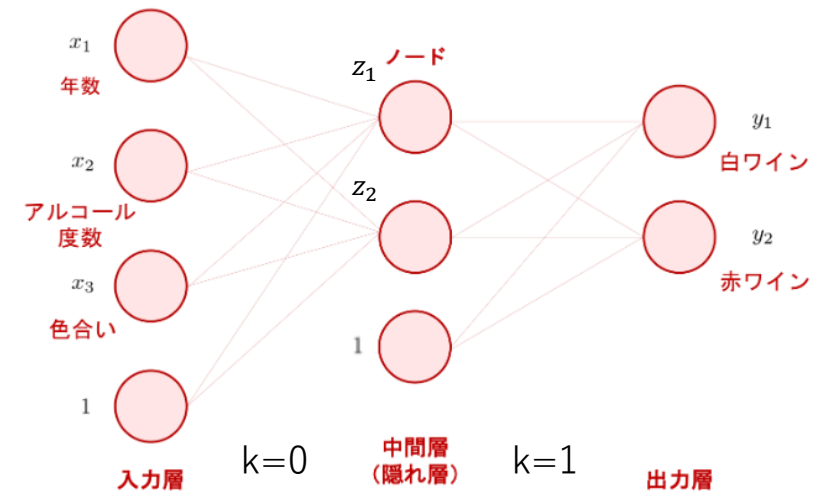 x₁
年数
x₂
アルコール
度数
x₃
色合い
1
入力層
k=0
z₁
ノード
z₂
1
中間層
(隠れ層)
k=1
y₁
白ワイン
y₂
赤ワイン
出力層